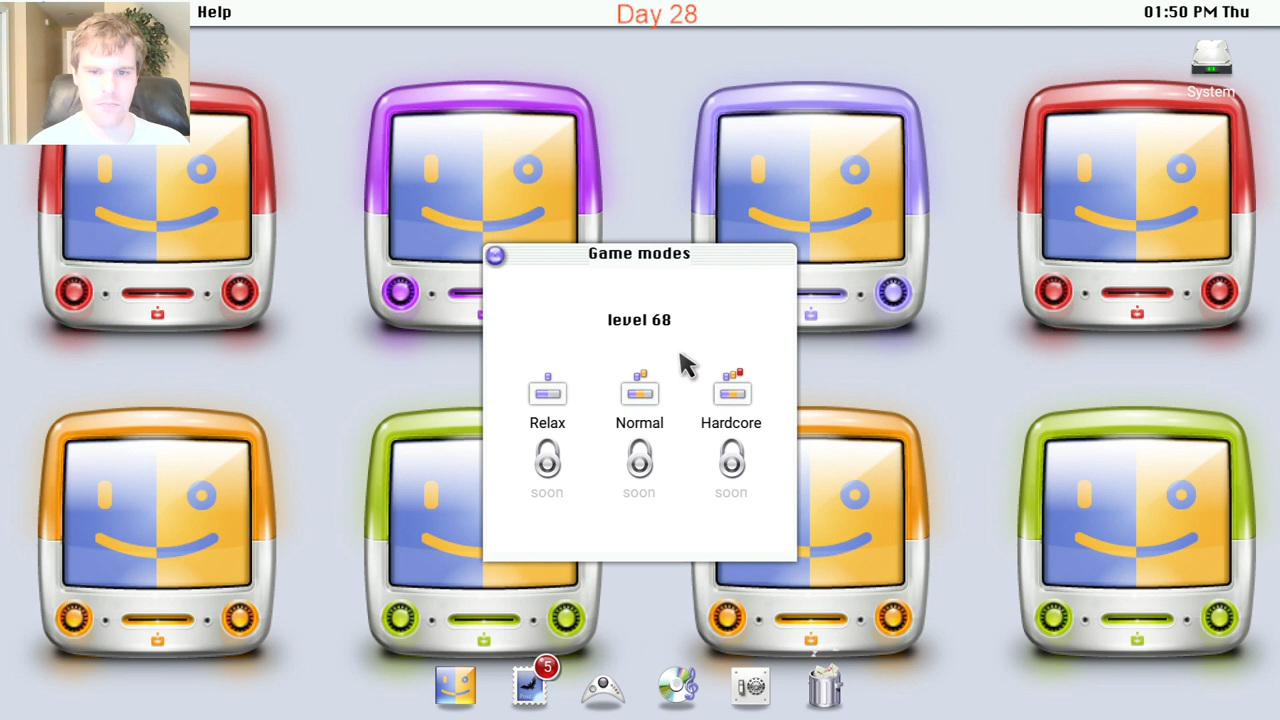 Help
Day 28
01:50 PM Thu
System
Game modes
level 68
Relax
Normal
Hardcore
soon
soon
soon
5